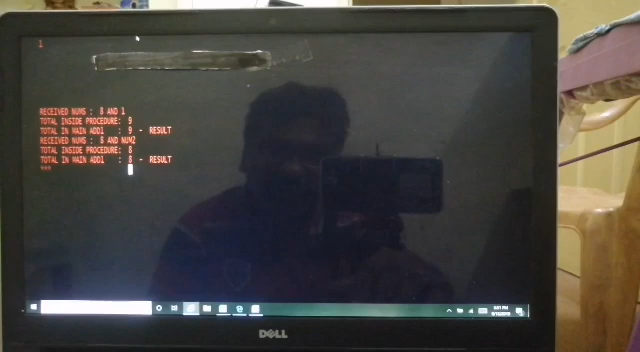 1
RECEIVED NUMS : 8 AND 1
TOTAL INSIDE PROCEDURE: 9
TOTAL IN MAIN ADD1 : 9 - RESULT
RECEIVED NUMS : 8 AND NUM2
TOTAL INSIDE PROCEDURE: 8
TOTAL IN MAIN ADD1 : 8 - RESULT
***
DELL